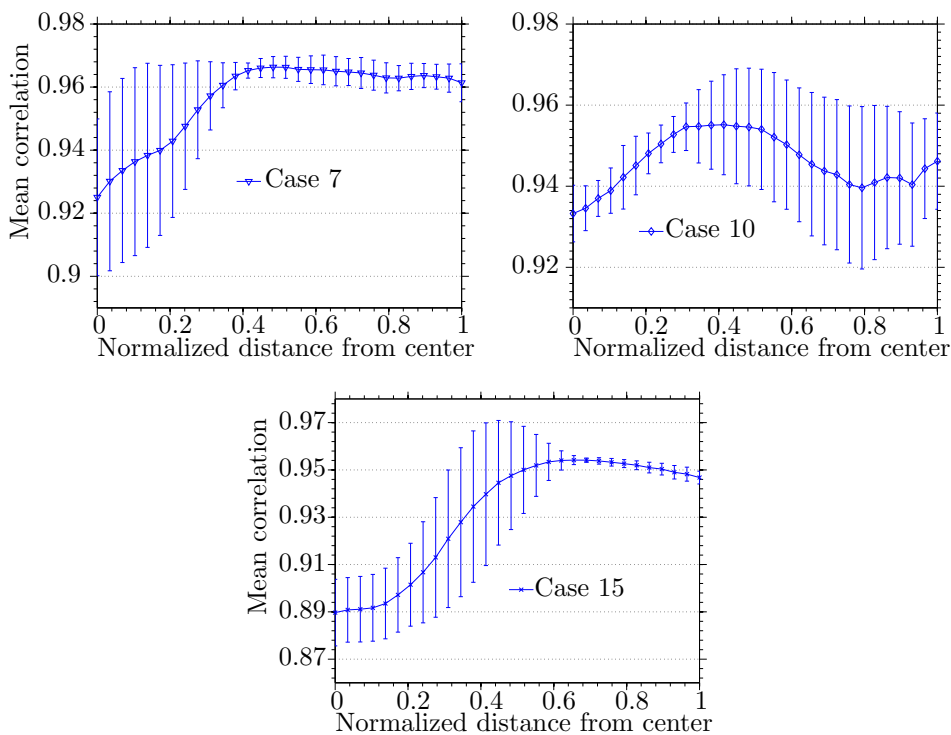 0.98
0.96
0.94
0.92
0.9
Mean correlation
Case 7
0 0.2 0.4 0.6 0.8 1
Normalized distance from center
0.98
0.96
0.94
0.92
Mean correlation
Case 10
0 0.2 0.4 0.6 0.8 1
Normalized distance from center
0.97
0.95
0.93
0.91
0.89
0.87
Mean correlation
Case 15
0 0.2 0.4 0.6 0.8 1
Normalized distance from center